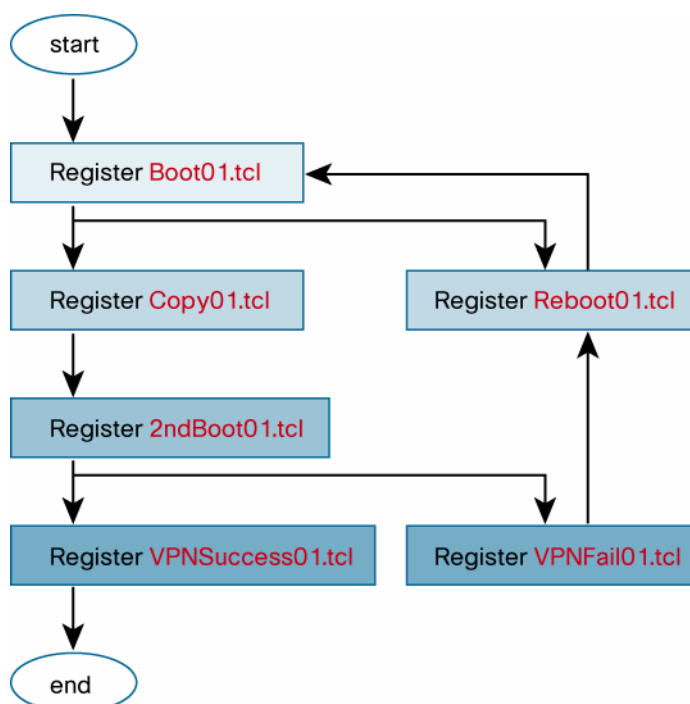 start
Register Boot01.tcl
Register Copy01.tcl
Register Reboot01.tcl
Register 2ndBoot01.tcl
Register VPNSuccess01.tcl
Register VPNFail01.tcl
end